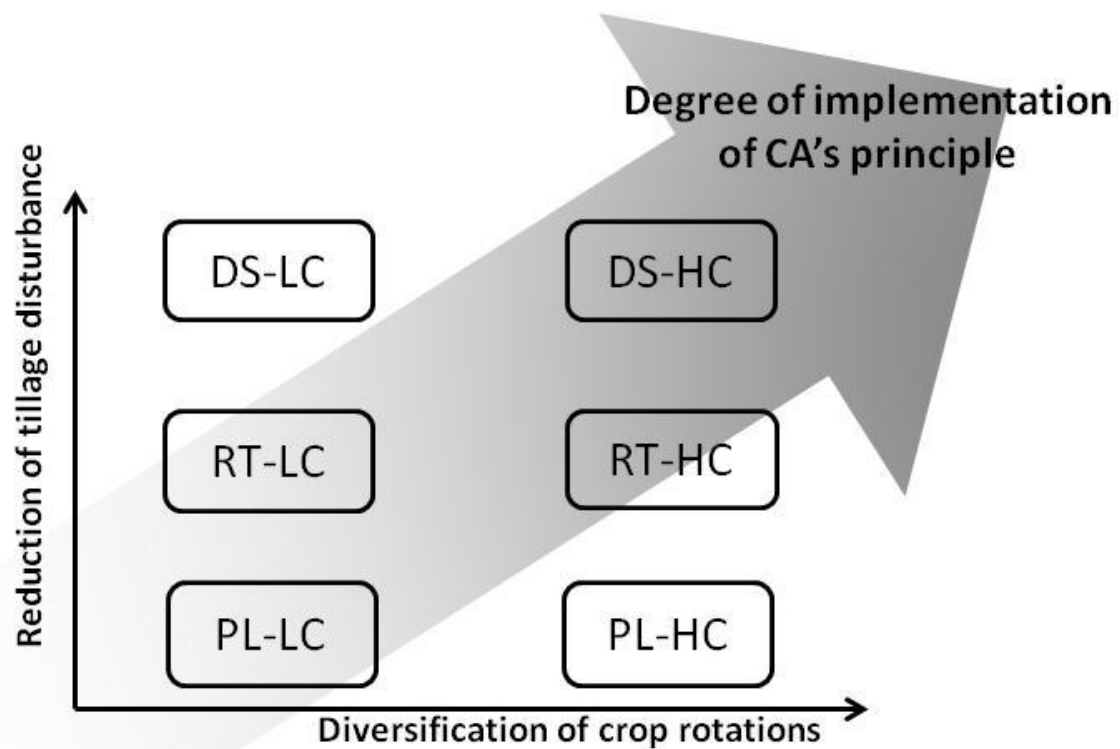 Degree of implementation
of CA's principle
Reduction of tillage disturbance
DS-LC
DS-HC
RT-LC
RT-HC
PL-LC
PL-HC
Diversification of crop rotations